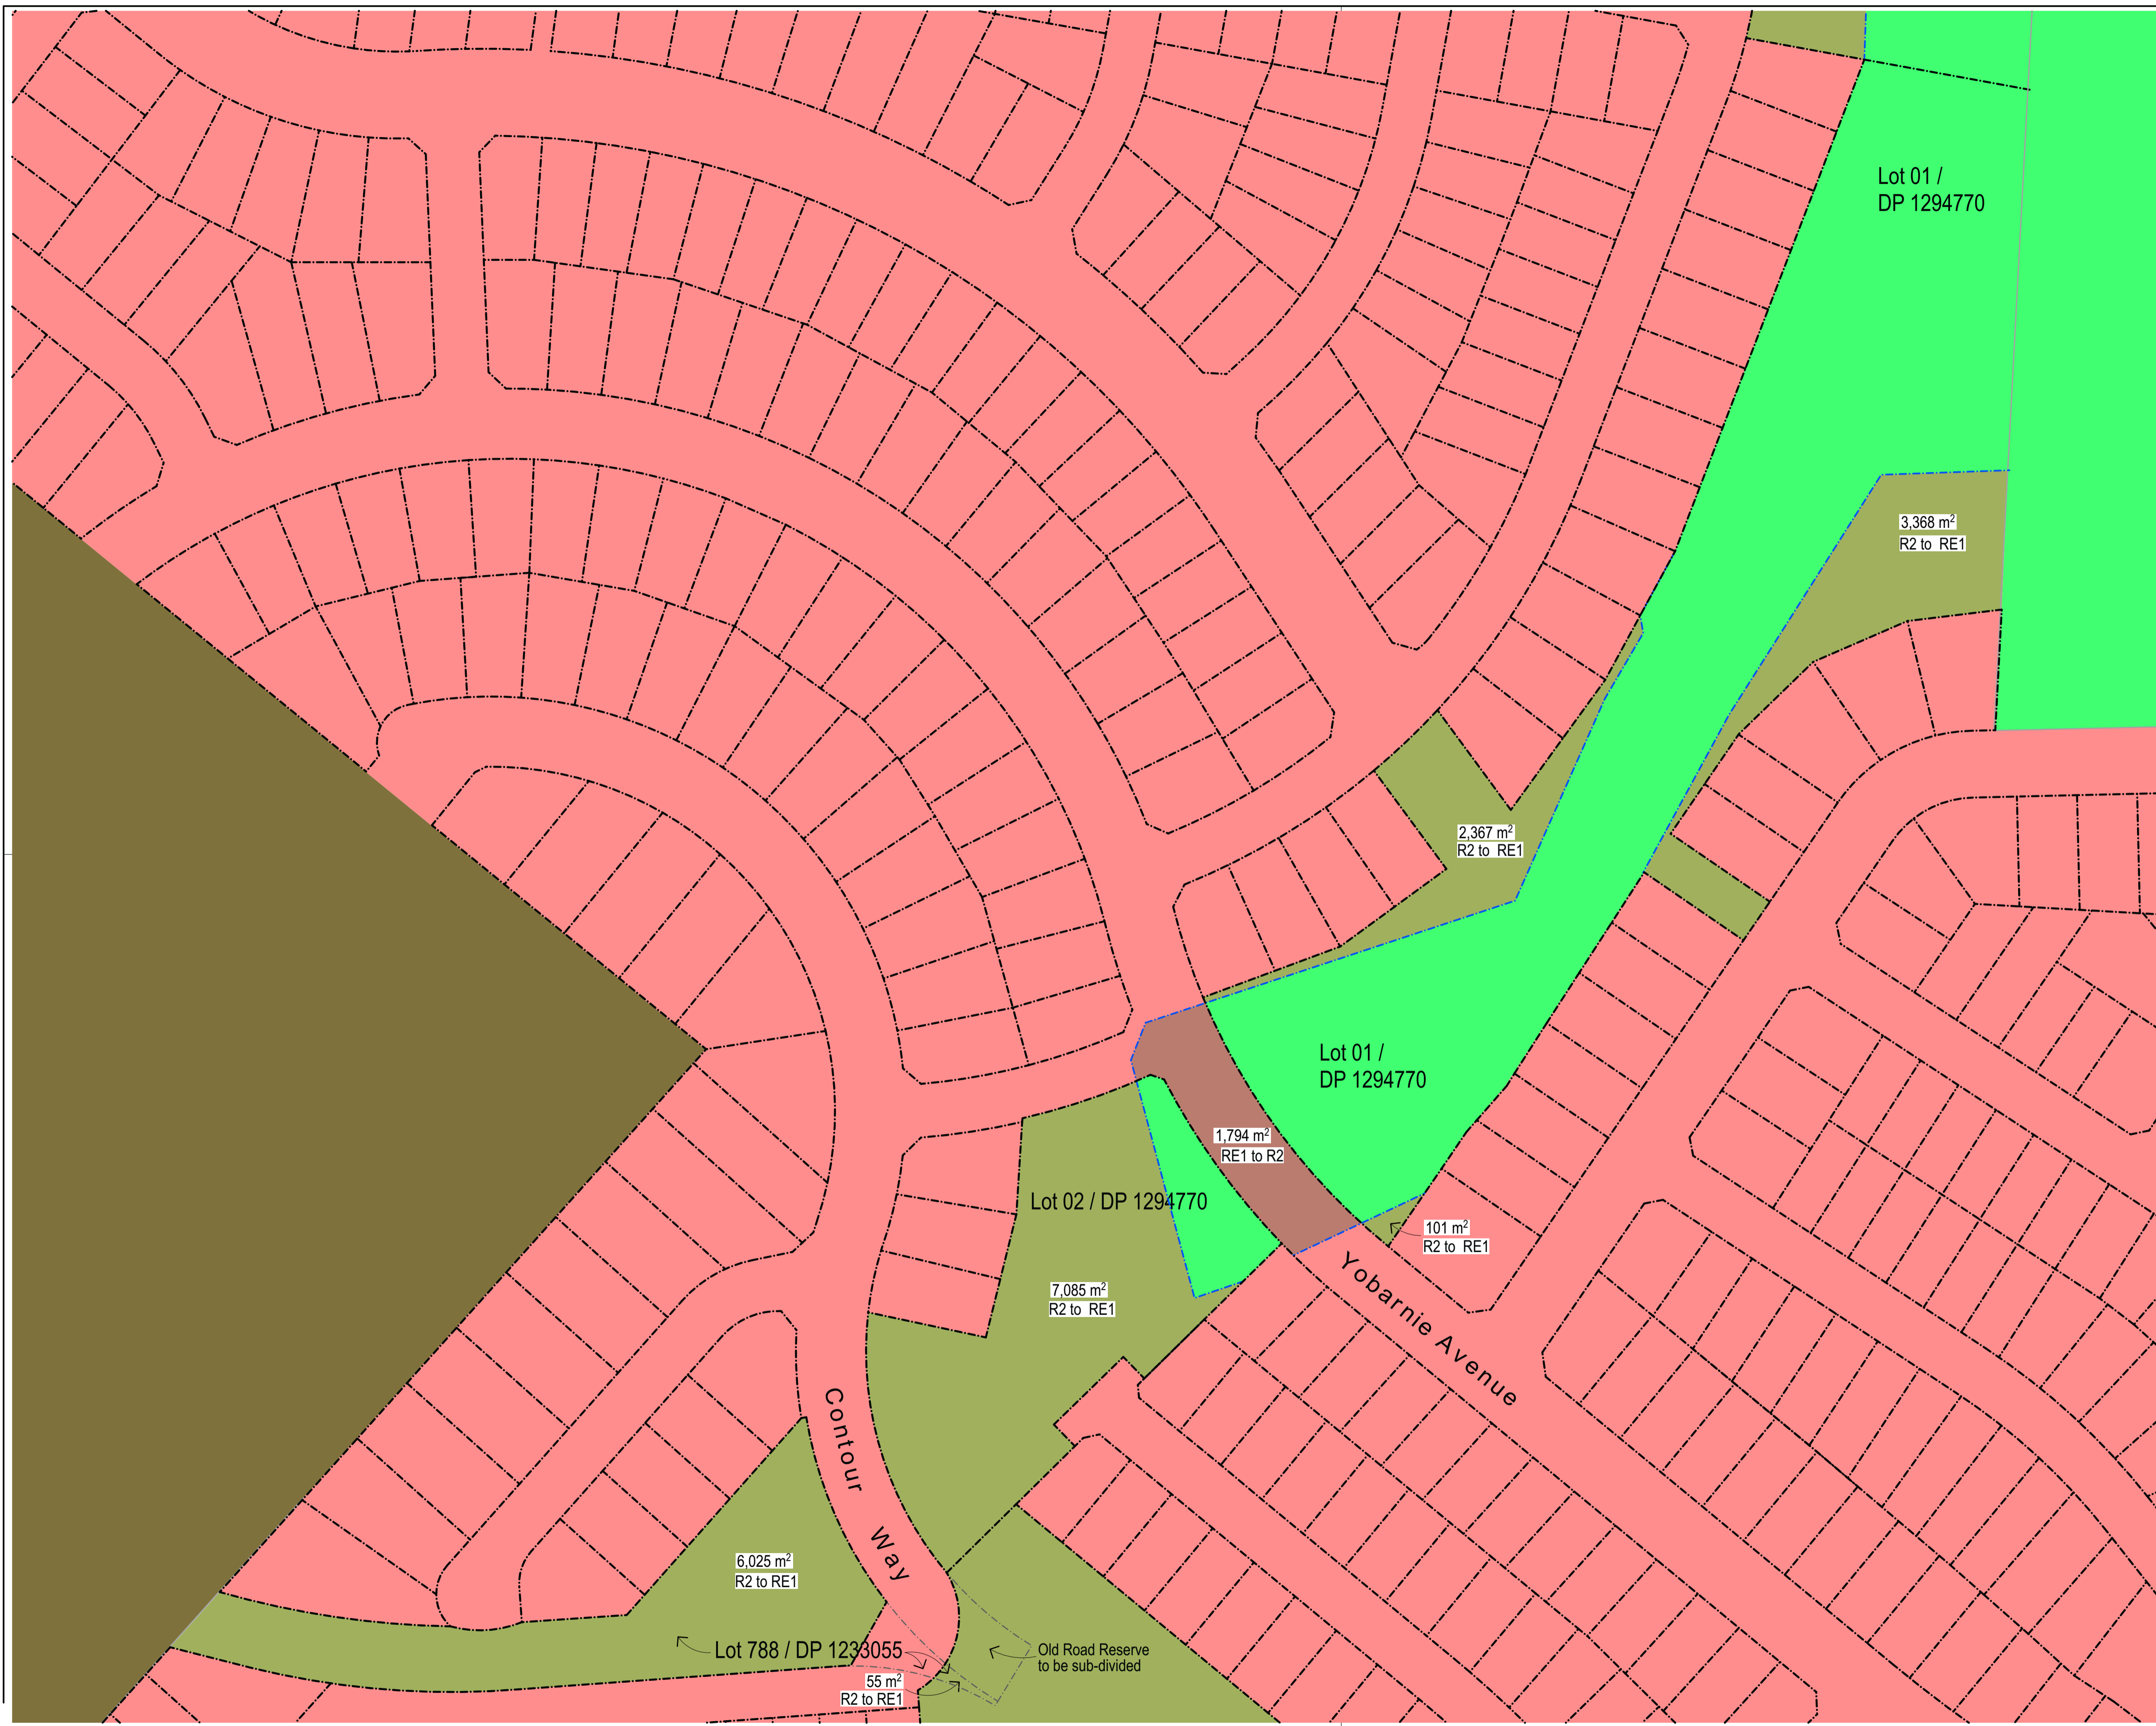 Lot 01 /
DP 1294770
3,368 m²
R2 to RE1
2,367 m²
R2 to RE1
Lot 01 /
DP 1294770
1,794 m²
RE1 to R2
Lot 02 / DP 1294770
101 m²
R2 to RE1
7,085 m²
R2 to RE1
Yobarnie Avenue
Contour Way
6,025 m²
R2 to RE1
Lot 788 / DP 1233055
Old Road Reserve
to be sub-divided
55 m²
R2 to RE1